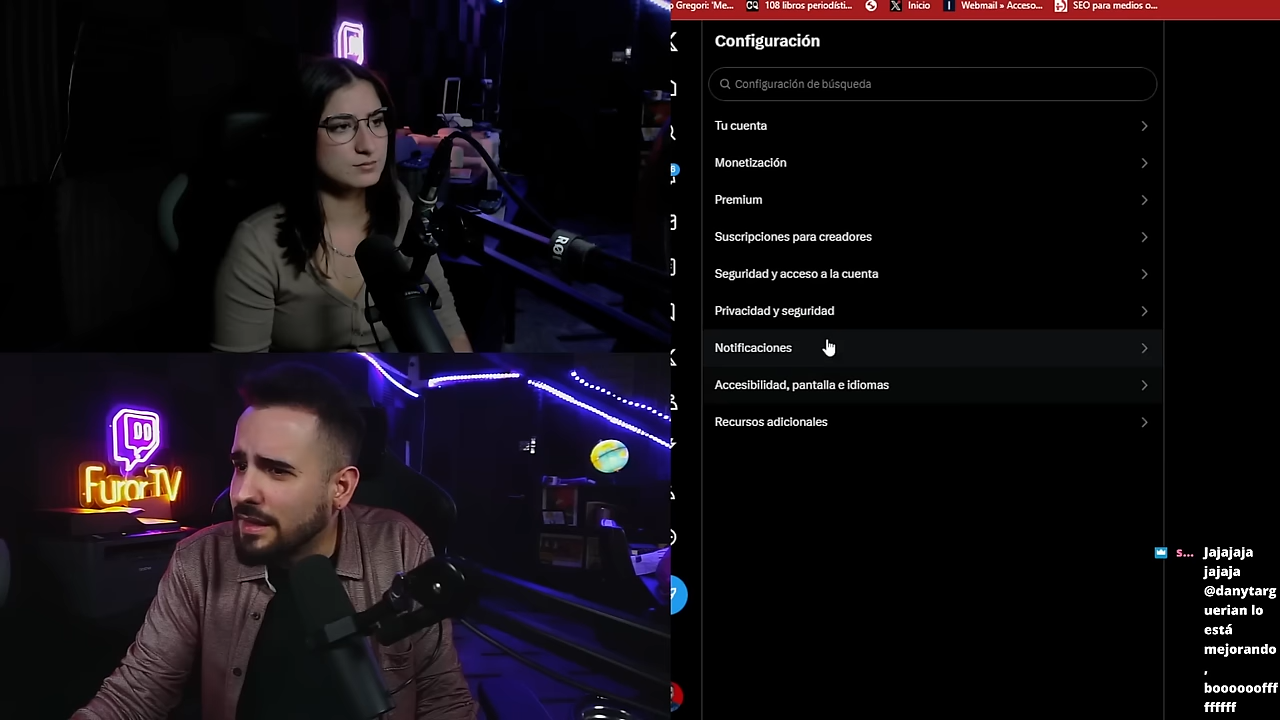 o Gregori: 'Me...
108 libros periodísti...
Inicio
Webmail » Acceso...
SEO para medios o...
Configuración
Configuración de búsqueda
Tu cuenta
Monetización
Premium
Suscripciones para creadores
Seguridad y acceso a la cuenta
Privacidad y seguridad
Notificaciones
Accesibilidad, pantalla e idiomas
Recursos adicionales
FurorTV
s... Jajajaja
jajaja
@danytarg
uerian lo
está
mejorando
,
boooooofff
ffffff